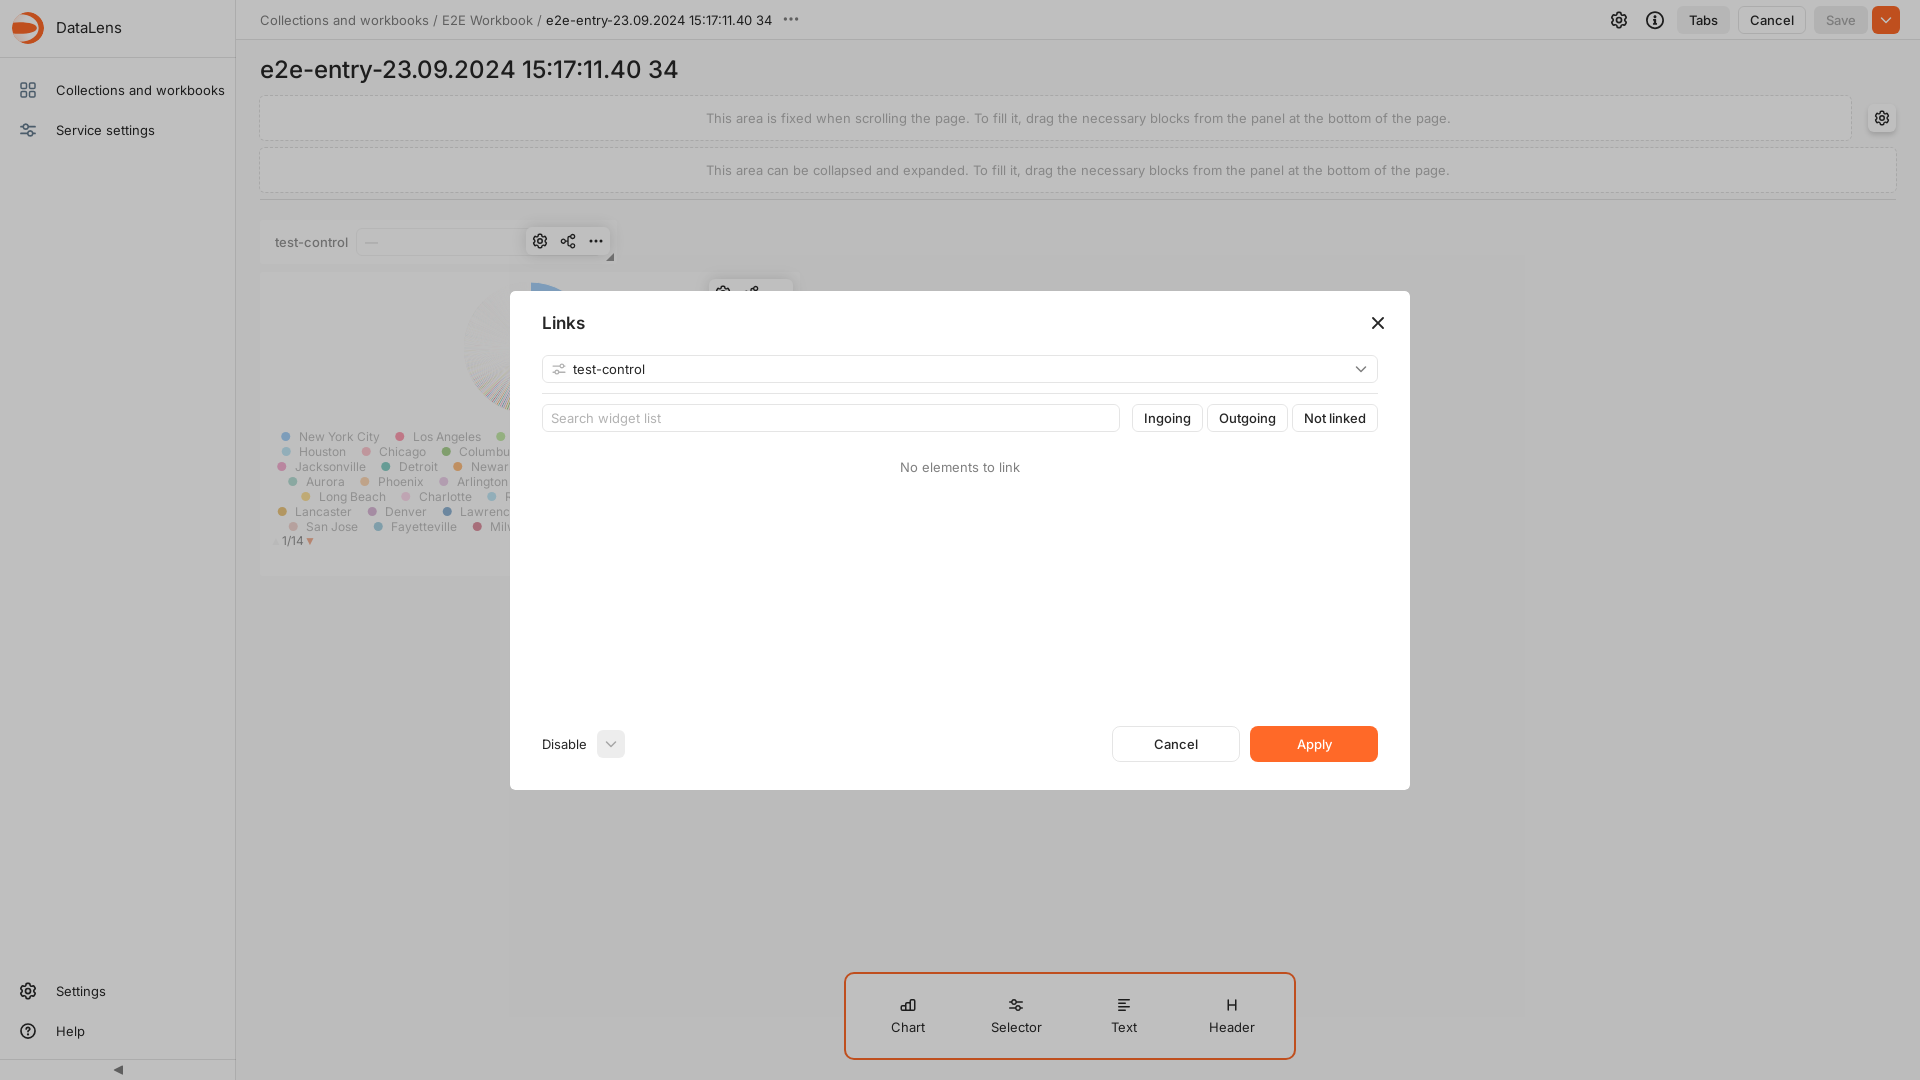 DataLens
Collections and workbooks
Service settings
Settings
Help
Collections and workbooks / E2E Workbook / e2e-entry-23.09.2024 15:17:11.40 34
Tabs
Cancel
Save
e2e-entry-23.09.2024 15:17:11.40 34
This area is fixed when scrolling the page. To fill it, drag the necessary blocks from the panel at the bottom of the page.
This area can be collapsed and expanded. To fill it, drag the necessary blocks from the panel at the bottom of the page.
test-control —
New York City Los Angeles
Houston Chicago
Jacksonville Detroit
Aurora Phoenix Arlington
Long Beach Charlotte
Lancaster Denver
San Jose Fayetteville
1/14
Links
test-control
Search widget list
Ingoing
Outgoing
Not linked
No elements to link
Disable
Cancel
Apply
Chart
Selector
Text
Header